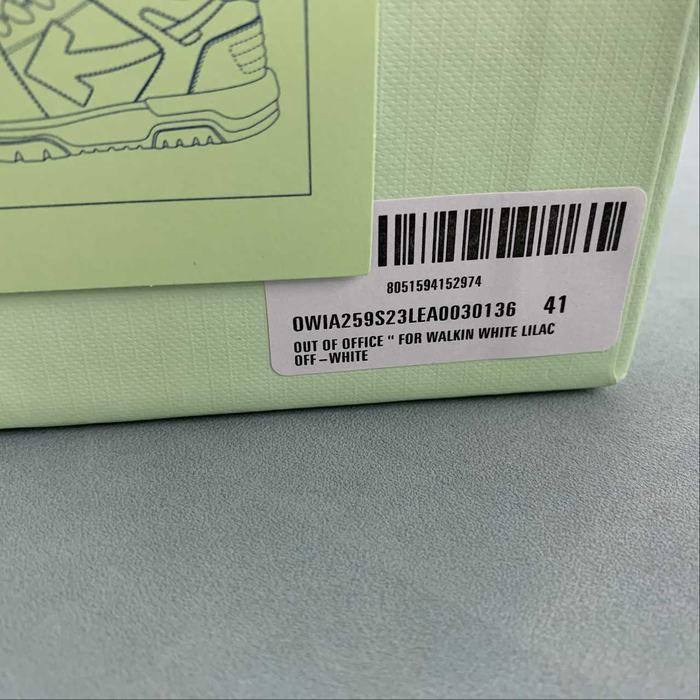 8051594152974
OWIA259S23LEA0030136 41
OUT OF OFFICE " FOR WALKIN WHITE LILAC
OFF-WHITE